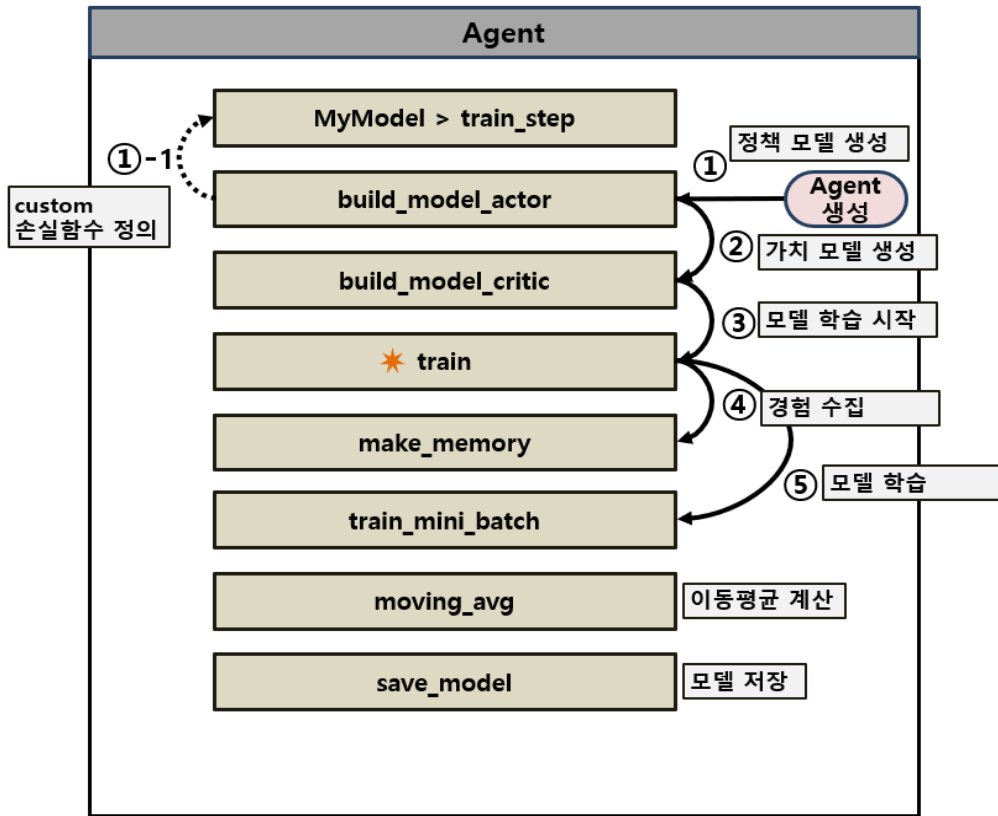 Agent
MyModel > train_step
①-1
정책 모델 생성
①
Agent
생성
build_model_actor
custom
손실함수 정의
②
가치 모델 생성
build_model_critic
③
모델 학습 시작
train
④
경험 수집
make_memory
⑤
모델 학습
train_mini_batch
moving_avg
이동평균 계산
save_model
모델 저장